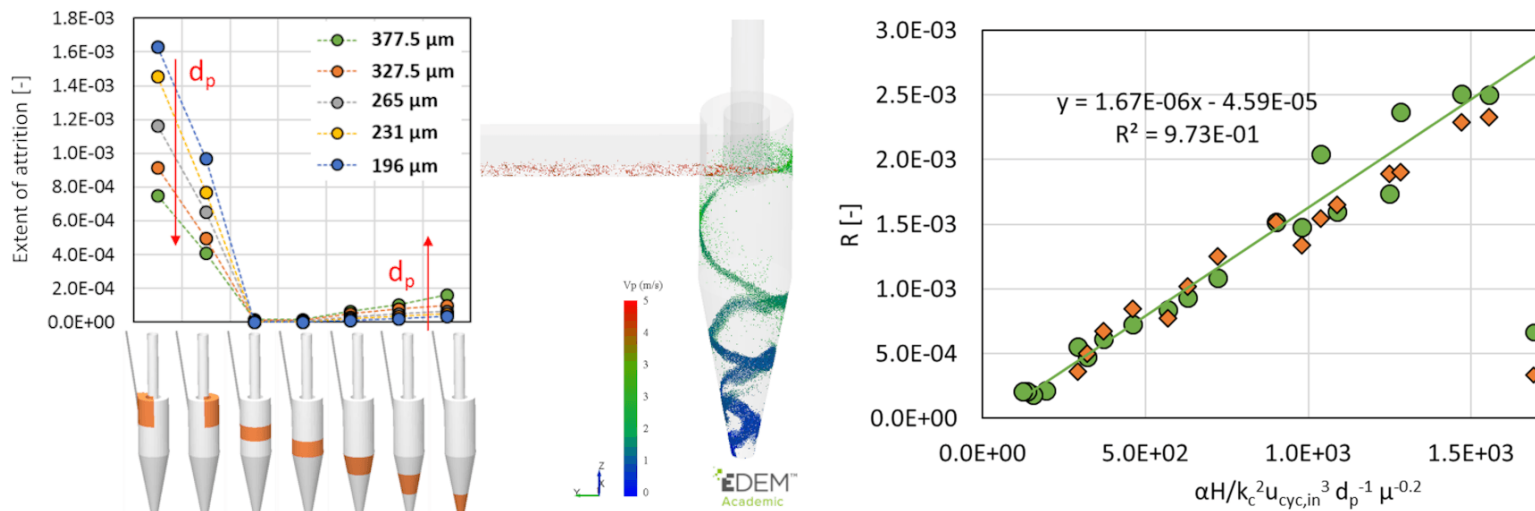 1.8E-03
1.6E-03
1.4E-03
1.2E-03
1.0E-03
8.0E-04
6.0E-04
4.0E-04
2.0E-04
0.0E+00
Extent of attrition [-]
377.5 µm
327.5 µm
265 µm
231 µm
196 µm
dp
dp
Vp (m/s)
5
4
3
2
1
0
Z
X
Y
EDEM™
Academic
3.0E-03
2.5E-03
2.0E-03
1.5E-03
1.0E-03
5.0E-04
0.0E+00
R [-]
y = 1.67E-06x - 4.59E-05
R² = 9.73E-01
0.0E+00 5.0E+02 1.0E+03 1.5E+03
αH/kc²ucyc,in³ dp⁻¹ µ⁻⁰·²